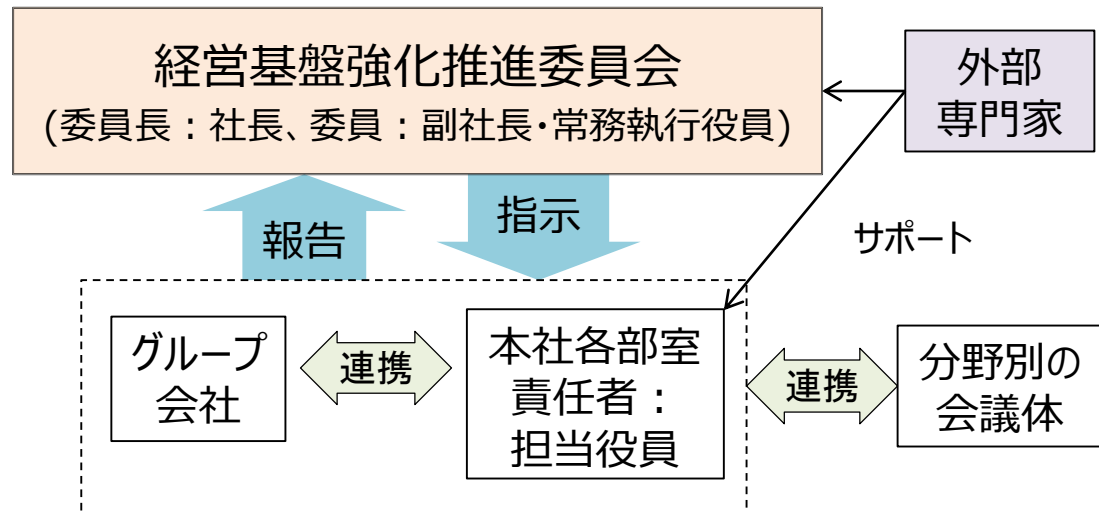 経営基盤強化推進委員会
(委員長：社長、委員：副社長・常務執行役員)
外部
専門家
報告
指示
サポート
グループ
会社
連携
本社各部室
責任者：
担当役員
連携
分野別の
会議体